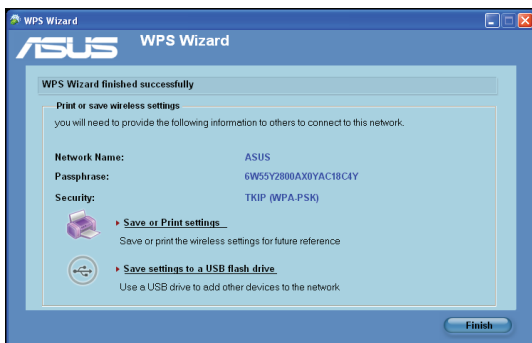 WPS Wizard
ASUS WPS Wizard
WPS Wizard finished successfully
Print or save wireless settings
you will need to provide the following information to others to connect to this network.
Network Name: ASUS
Passphrase: 6W55Y2800AX0YAC18C4Y
Security: TKIP (WPA-PSK)
Save or Print settings
Save or print the wireless settings for future reference
Save settings to a USB flash drive
Use a USB drive to add other devices to the network
Finish